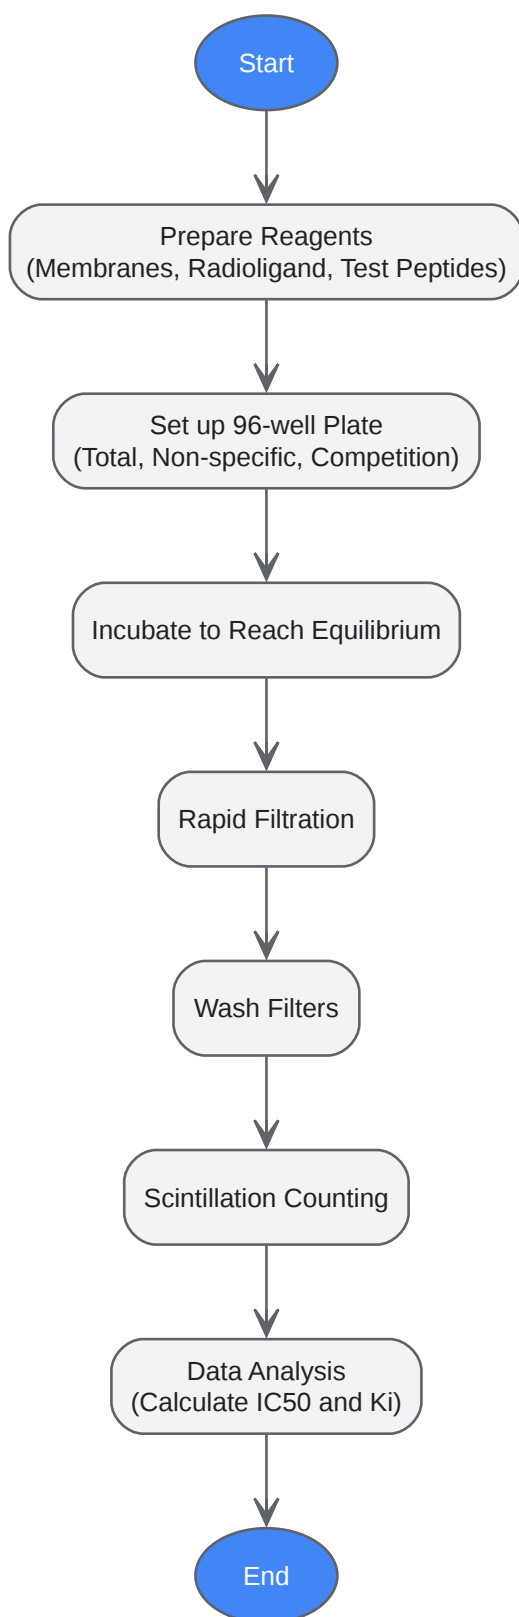 Start
Prepare Reagents
(Membranes, Radioligand, Test Peptides)
Set up 96-well Plate
(Total, Non-specific, Competition)
Incubate to Reach Equilibrium
Rapid Filtration
Wash Filters
Scintillation Counting
Data Analysis
(Calculate IC50 and Ki)
End